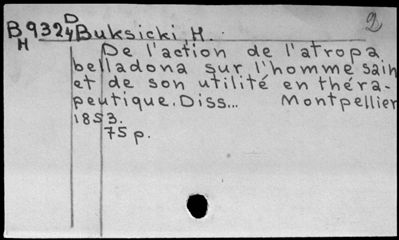 D
B9324 Buksicki H.
H
2
De l'action de l'atropa
belladona sur l'homme sain
et de son utilité en théra-
peutique. Diss... Montpellier
1853.
75 p.